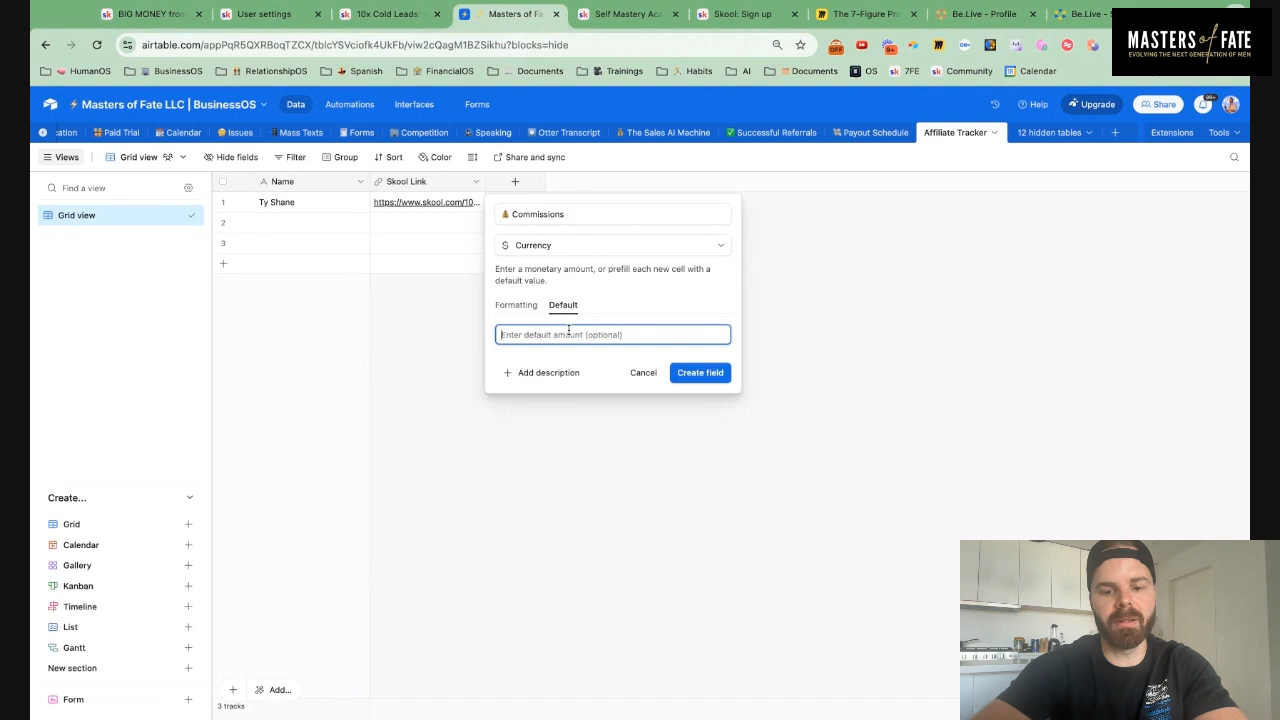 BIG MONEY from
10x Cold Leads:
Masters of F
Self Mastery Aca
Skool: Sign up
The 7-Figure Pr
Be.Live - Profile
Be.Live - S
MASTERS of FATE
EVOLVING THE NEXT GENERATION OF MEN
airtable.com/appPqR5QXRBoqTZCX/tblcYSVciofk4UkFb/viw2cQagM1BZSikhu?blocks=hide
HumanOS
BusinessOS
RelationshipOS
Spanish
FinancialOS
Trainings
Habits
AI
Documents
OS
7FE
Community
Calendar
Masters of Fate LLC | BusinessOS
Data
Automations
Interfaces
Forms
Help
Upgrade
Share
99+
cation
Paid Trial
Calendar
Issues
Mass Texts
Forms
Competition
Speaking
Otter Transcript
The Sales AI Machine
Successful Referrals
Payout Schedule
Affiliate Tracker
12 hidden tables
Extensions
Tools
Views
Grid view
Hide fields
Filter
Group
Sort
Color
Share and sync
Find a view
Name
Skool Link
1
Ty Shane
https://www.skool.com/10...
Grid view
2
3
Commissions
Currency
Enter a monetary amount, or prefill each new cell with a
default value.
Formatting
Default
Enter default amount (optional)
Add description
Cancel
Create field
Create...
Grid
Calendar
Gallery
Kanban
Timeline
List
Gantt
New section
Form
Add...
3 tracks